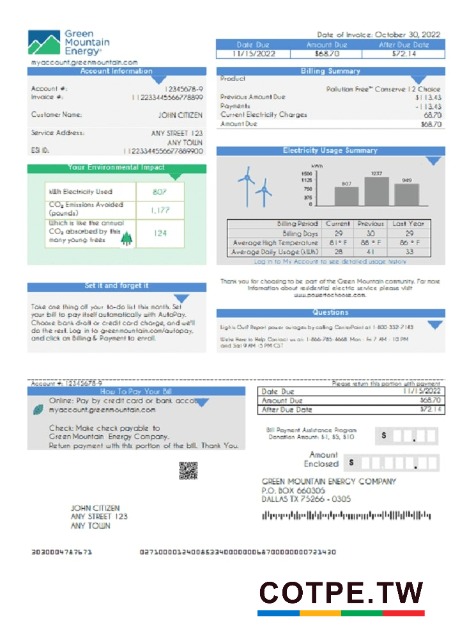 Green
Mountain
Energy
myaccount.greenmountain.com
Date of Invoice: October 30, 2022
Date Due Amount Due After Due Date
11/15/2022 $68.70 $72.14
Account Information
Account #: 12345678-9
Invoice #:
Customer Name: JOHN CITIZEN
Service Address: ANY STREET 123
ANY TOWN
ESI ID:
Billing Summary
Product
Pollution Free™ Conserve 12 Choice
Previous Amount Due $113.43
Payments -113.43
Current Electricity Charges 68.70
Amount Due $68.70
Your Environmental Impact
kWh Electricity Used 807
CO₂ Emissions Avoided (pounds) 1,177
Which is like the annual CO₂ absorbed by this many young trees 124
Electricity Usage Summary
kWh
1500
1125
750
375
0
807 1237 949
Billing Period Current Previous Last Year
Billing Days 29 30 29
Average High Temperature 81° F 88 ° F 86 ° F
Average Daily Usage (kWh) 28 41 33
Log in to My Account to see detailed usage history
Set it and forget it
Take one thing off your to-do list this month. Set
your bill to pay itself automatically with AutoPay.
Choose bank draft or credit card charge, and we'll
do the rest. Log in to greenmountain.com/autopay,
and click on Billing & Payment to enroll.
Thank you for choosing to be part of the Green Mountain community. For more
information about residential electric service please visit
www.powertochoose.com.
Questions
Lights Out? Report power outages by calling CenterPoint at 1-800-332-7143
We're Here to Help Contact us at 1-866-785-4668 Mon - Fri 7 AM - 10 PM
and Sat 9 AM - 5 PM CST
Account #: 12345678-9
Please return this portion with payment
How To Pay Your Bill
Online: Pay by credit card or bank account
myaccount.greenmountain.com
Check: Make check payable to
Green Mountain Energy Company.
Return payment with this portion of the bill. Thank You.
Date Due 11/15/2022
Amount Due $68.70
After Due Date $72.14
Bill Payment Assistance Program
Donation Amount: $1, $5, $10
$
Amount
Enclosed $
GREEN MOUNTAIN ENERGY COMPANY
P.O. BOX 660305
DALLAS TX 75266 - 0305
JOHN CITIZEN
ANY STREET 123
ANY TOWN
COTPE.TW